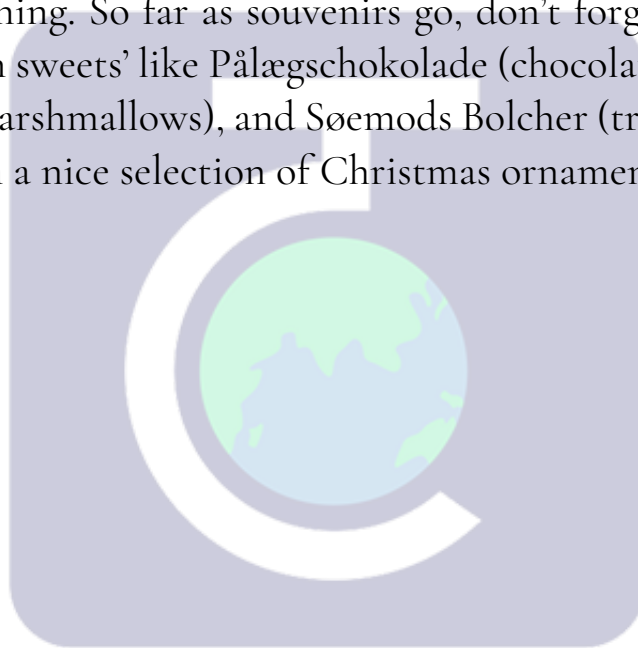 ning. So far as souvenirs go, don’t forg
n sweets’ like Pålægschokolade (chocola
arshmallows), and Søemods Bolcher (tr
a nice selection of Christmas ornamen